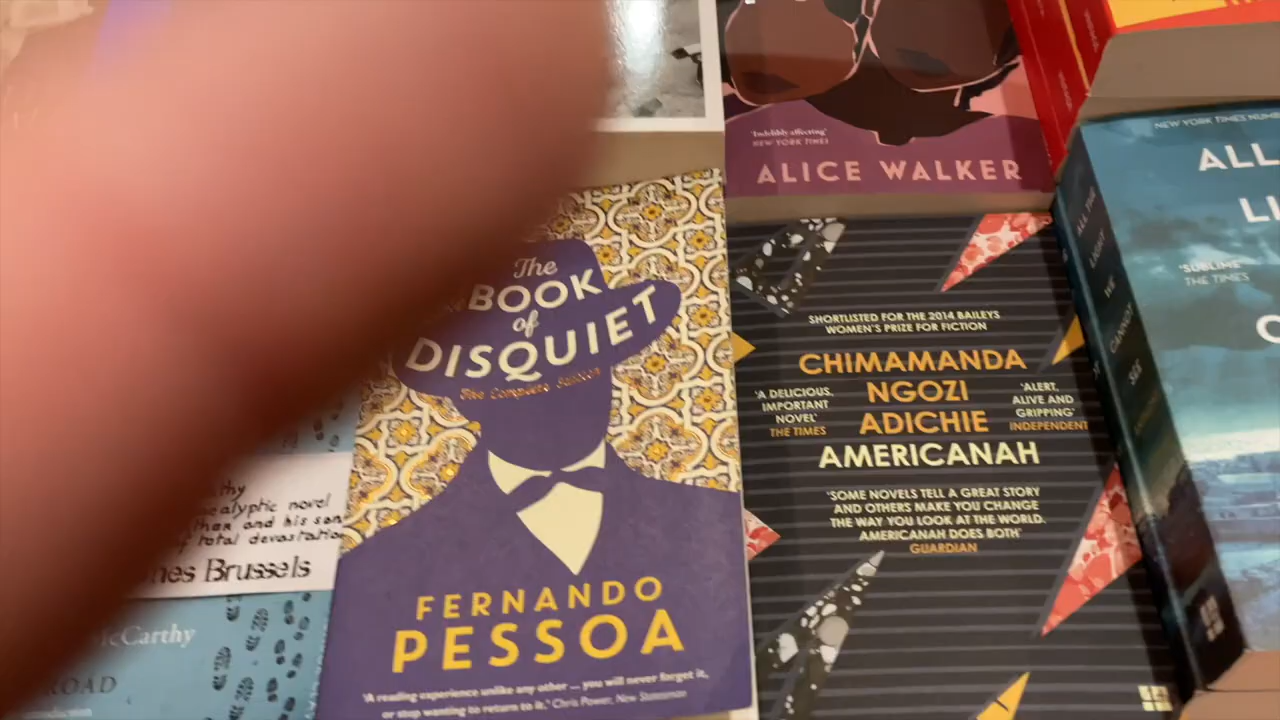 'Indelibly affecting'
NEW YORK TIMES
ALICE WALKER
NEW YORK TIMES
ALL
LI
'SUBLIME'
THE TIMES
ALL THE LIGHT WE CANNOT SEE
The
BOOK
of
DISQUIET
The Complete Edition
FERNANDO
PESSOA
'A reading experience unlike any other ... you will never forget it,
or stop wanting to return to it.' Chris Power, New Statesman
SHORTLISTED FOR THE 2014 BAILEYS
WOMEN'S PRIZE FOR FICTION
CHIMAMANDA
NGOZI
ADICHIE
AMERICANAH
'A DELICIOUS,
IMPORTANT
NOVEL'
THE TIMES
'ALERT,
ALIVE AND
GRIPPING'
INDEPENDENT
'SOME NOVELS TELL A GREAT STORY
AND OTHERS MAKE YOU CHANGE
THE WAY YOU LOOK AT THE WORLD.
AMERICANAH DOES BOTH'
GUARDIAN
novel
and his son
total devastation
Brussels
McCarthy
ROAD